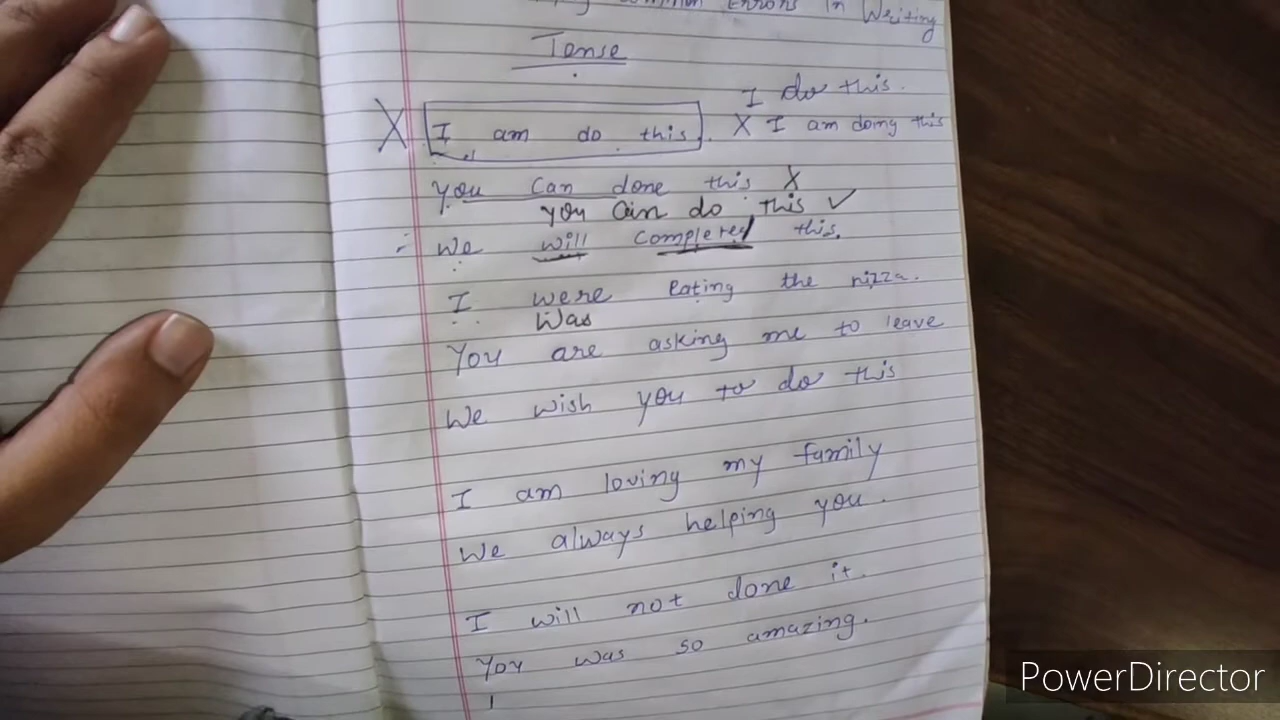 Common Errors In Writing
Tense
I do this.
X I am do this. X I am doing this
You can done this X
you can do this ✓
We will completed this.
I were eating the pizza.
Was
You are asking me to leave
We wish you to do this
I am loving my family
We always helping you.
I will not done it.
You was so amazing.
PowerDirector